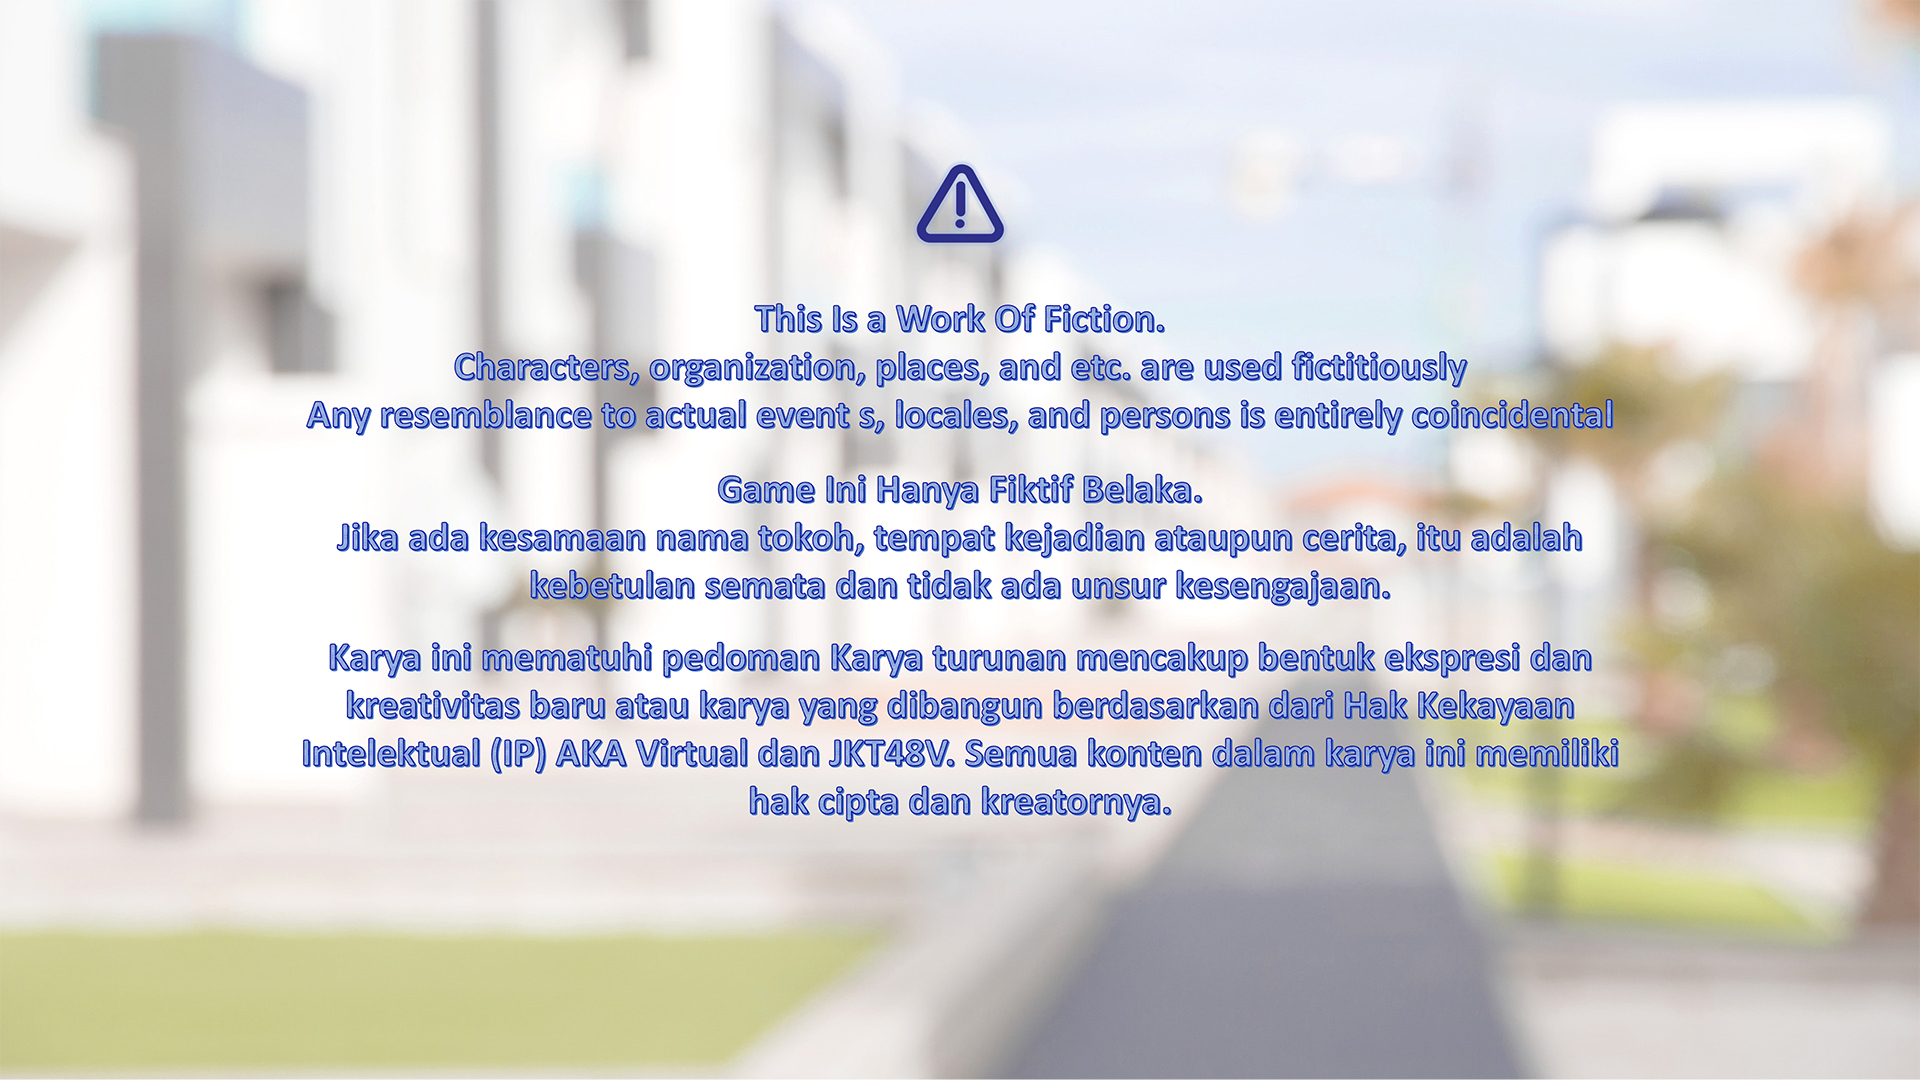 This Is a Work Of Fiction.
Characters, organization, places, and etc. are used fictitiously
Any resemblance to actual event s, locales, and persons is entirely coincidental
Game Ini Hanya Fiktif Belaka.
Jika ada kesamaan nama tokoh, tempat kejadian ataupun cerita, itu adalah
kebetulan semata dan tidak ada unsur kesengajaan.
Karya ini mematuhi pedoman Karya turunan mencakup bentuk ekspresi dan
kreativitas baru atau karya yang dibangun berdasarkan dari Hak Kekayaan
Intelektual (IP) AKA Virtual dan JKT48V. Semua konten dalam karya ini memiliki
hak cipta dan kreatornya.